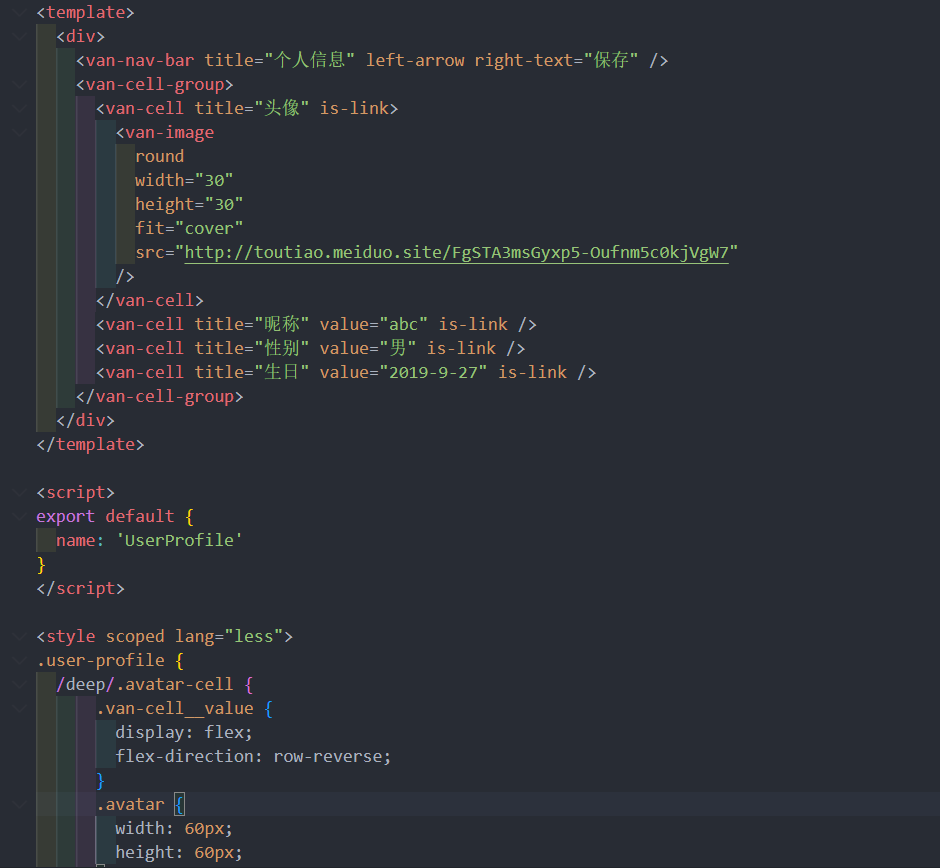 <template>
  <div>
    <van-nav-bar title="个人信息" left-arrow right-text="保存" />
    <van-cell-group>
      <van-cell title="头像" is-link>
        <van-image
          round
          width="30"
          height="30"
          fit="cover"
          src="http://toutiao.meiduo.site/FgSTA3msGyxp5-Oufnm5c0kjVgW7"
        />
      </van-cell>
      <van-cell title="昵称" value="abc" is-link />
      <van-cell title="性别" value="男" is-link />
      <van-cell title="生日" value="2019-9-27" is-link />
    </van-cell-group>
  </div>
</template>

<script>
export default {
  name: 'UserProfile'
}
</script>

<style scoped lang="less">
.user-profile {
  /deep/.avatar-cell {
      .van-cell__value {
        display: flex;
        flex-direction: row-reverse;
      }
      .avatar {
        width: 60px;
        height: 60px;